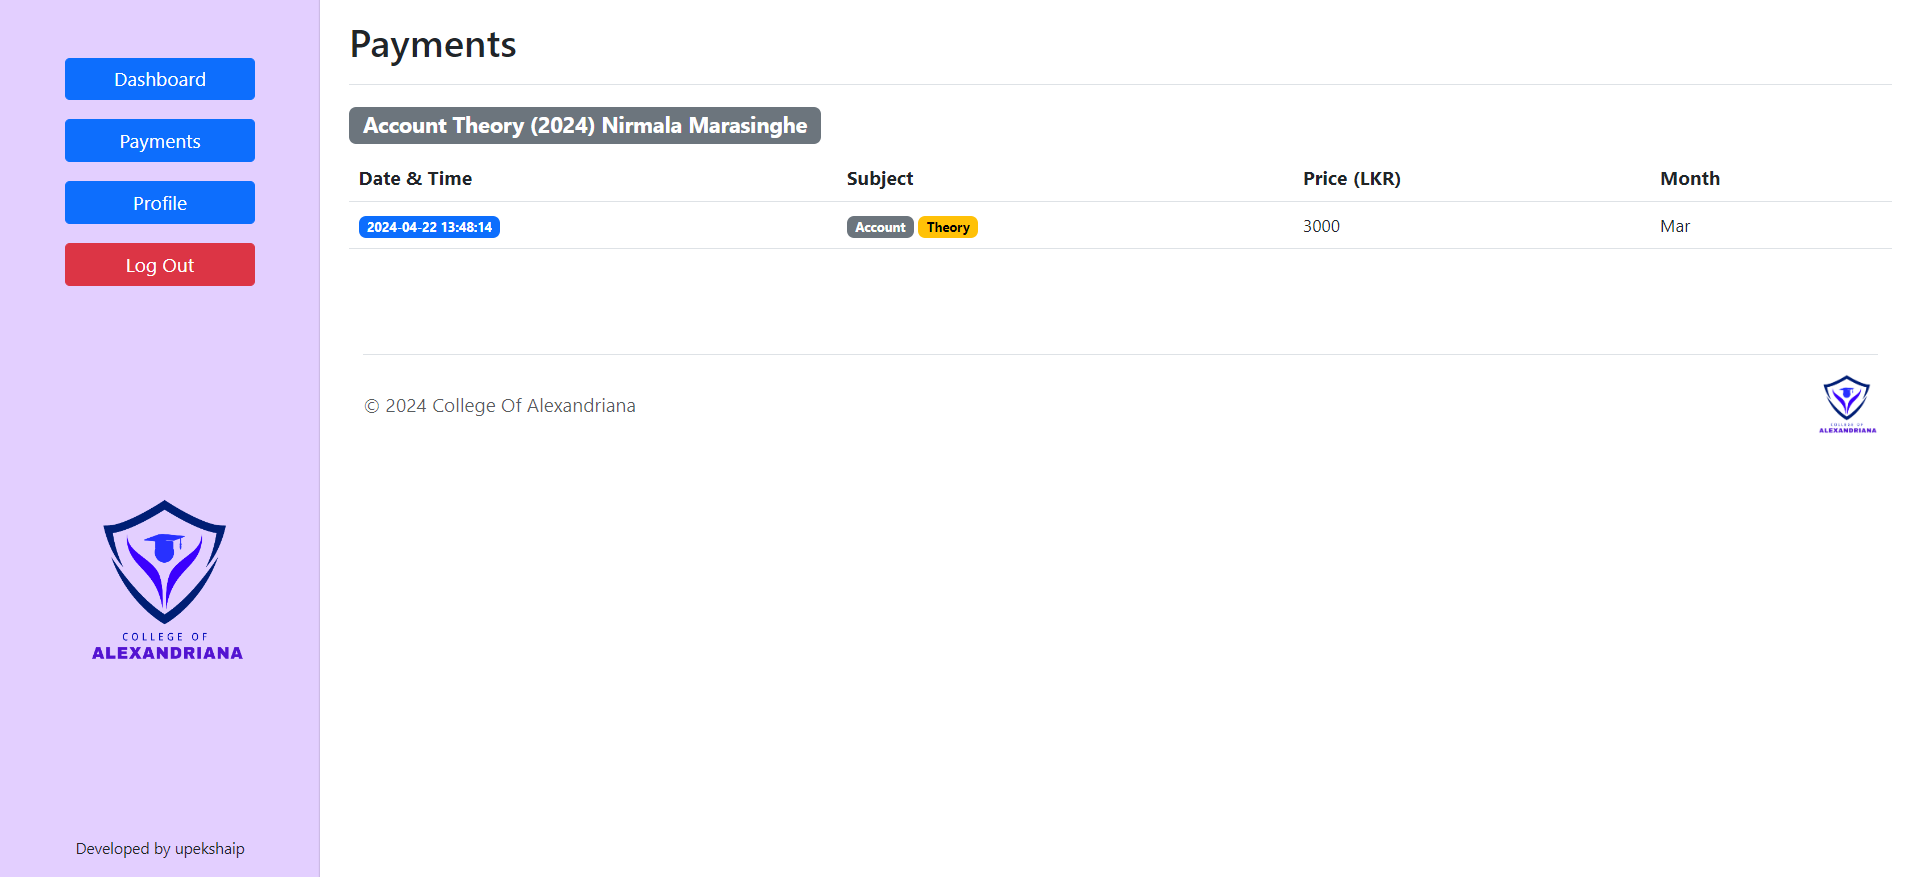 Dashboard
Payments
Profile
Log Out
COLLEGE OF
ALEXANDRIANA
Developed by upekshaip
Payments
Account Theory (2024) Nirmala Marasinghe
Date & Time Subject Price (LKR) Month
2024-04-22 13:48:14 Account Theory 3000 Mar
© 2024 College Of Alexandriana
COLLEGE OF
ALEXANDRIANA